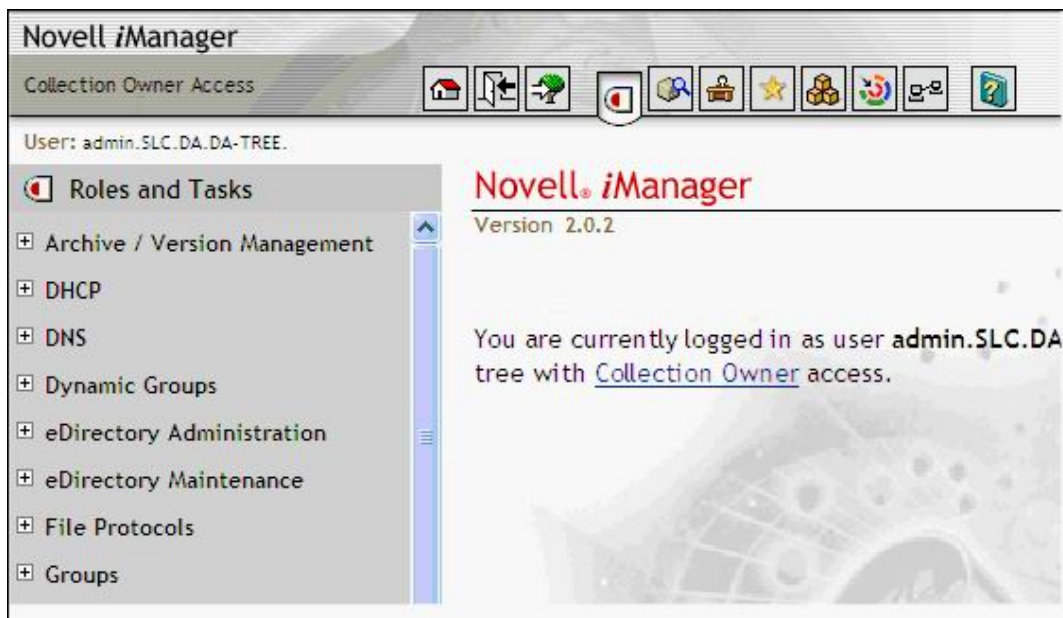 Novell iManager
Collection Owner Access
User: admin.SLC.DA.DA-TREE.
Roles and Tasks
Archive / Version Management
DHCP
DNS
Dynamic Groups
eDirectory Administration
eDirectory Maintenance
File Protocols
Groups
Novell® iManager
Version 2.0.2
You are currently logged in as user admin.SLC.DA
tree with Collection Owner access.